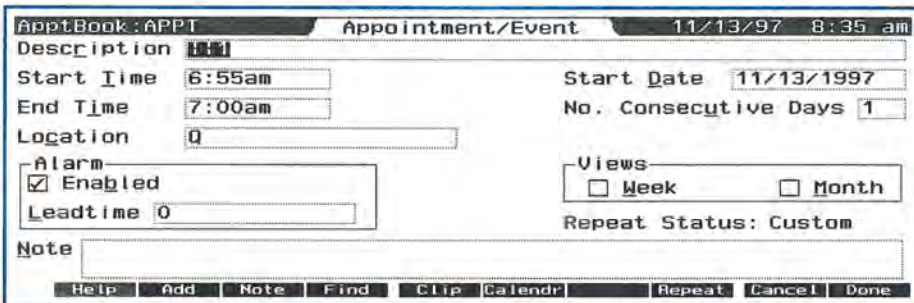 ApptBook:APPT Appointment/Event 11/13/97 8:35 am
Description
Start Time 6:55am Start Date 11/13/1997
End Time 7:00am No. Consecutive Days 1
Location Q
Alarm Views
☑ Enabled ☐ Week ☐ Month
Leadtime 0 Repeat Status: Custom
Note
Help Add Note Find Clip Calendr Repeat Cancel Done